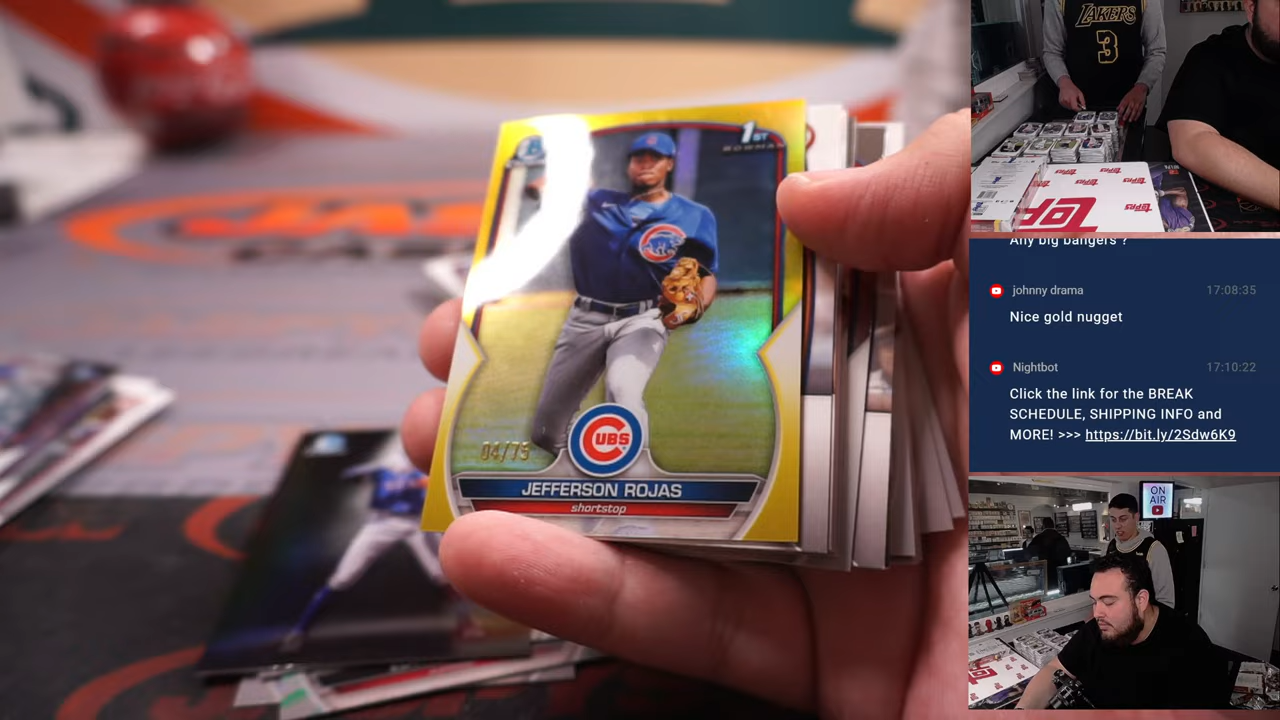 1ST
BOWMAN
CUBS
04/75
JEFFERSON ROJAS
shortstop
LAKERS
3
topps
Any big bangers ?
johnny drama
17:08:35
Nice gold nugget
Nightbot
17:10:22
Click the link for the BREAK
SCHEDULE, SHIPPING INFO and
MORE! >>> https://bit.ly/2Sdw6K9
ON
AIR